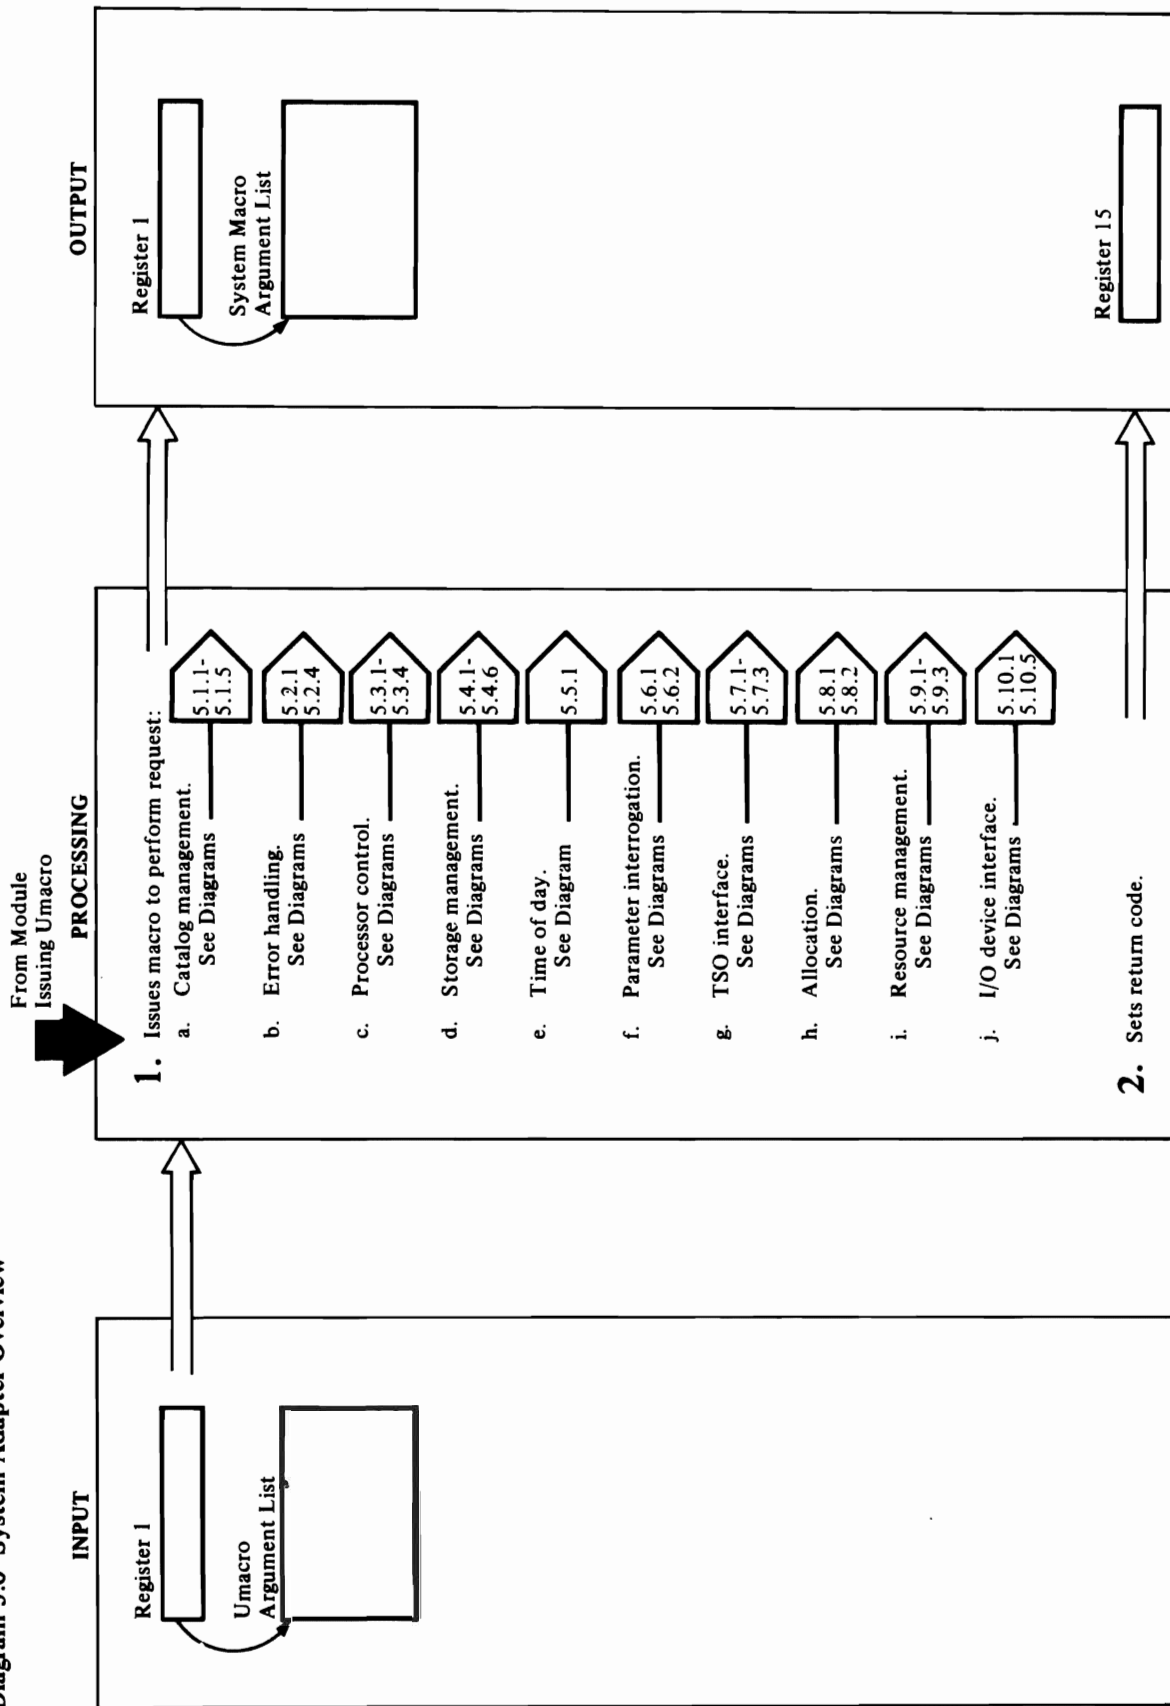 Diagram 5.0 System Adapter Overview
INPUT
Register 1
Umacro
Argument List
From Module
Issuing Umacro
PROCESSING
1. Issues macro to perform request:
a. Catalog management.
See Diagrams
5.1.1-
5.1.5
b. Error handling.
See Diagrams
5.2.1
5.2.4
c. Processor control.
See Diagrams
5.3.1-
5.3.4
d. Storage management.
See Diagrams
5.4.1-
5.4.6
e. Time of day.
See Diagram
5.5.1
f. Parameter interrogation.
See Diagrams
5.6.1
5.6.2
g. TSO interface.
See Diagrams
5.7.1-
5.7.3
h. Allocation.
See Diagrams
5.8.1
5.8.2
i. Resource management.
See Diagrams
5.9.1-
5.9.3
j. I/O device interface.
See Diagrams
5.10.1
5.10.5
2. Sets return code.
OUTPUT
Register 1
System Macro
Argument List
Register 15